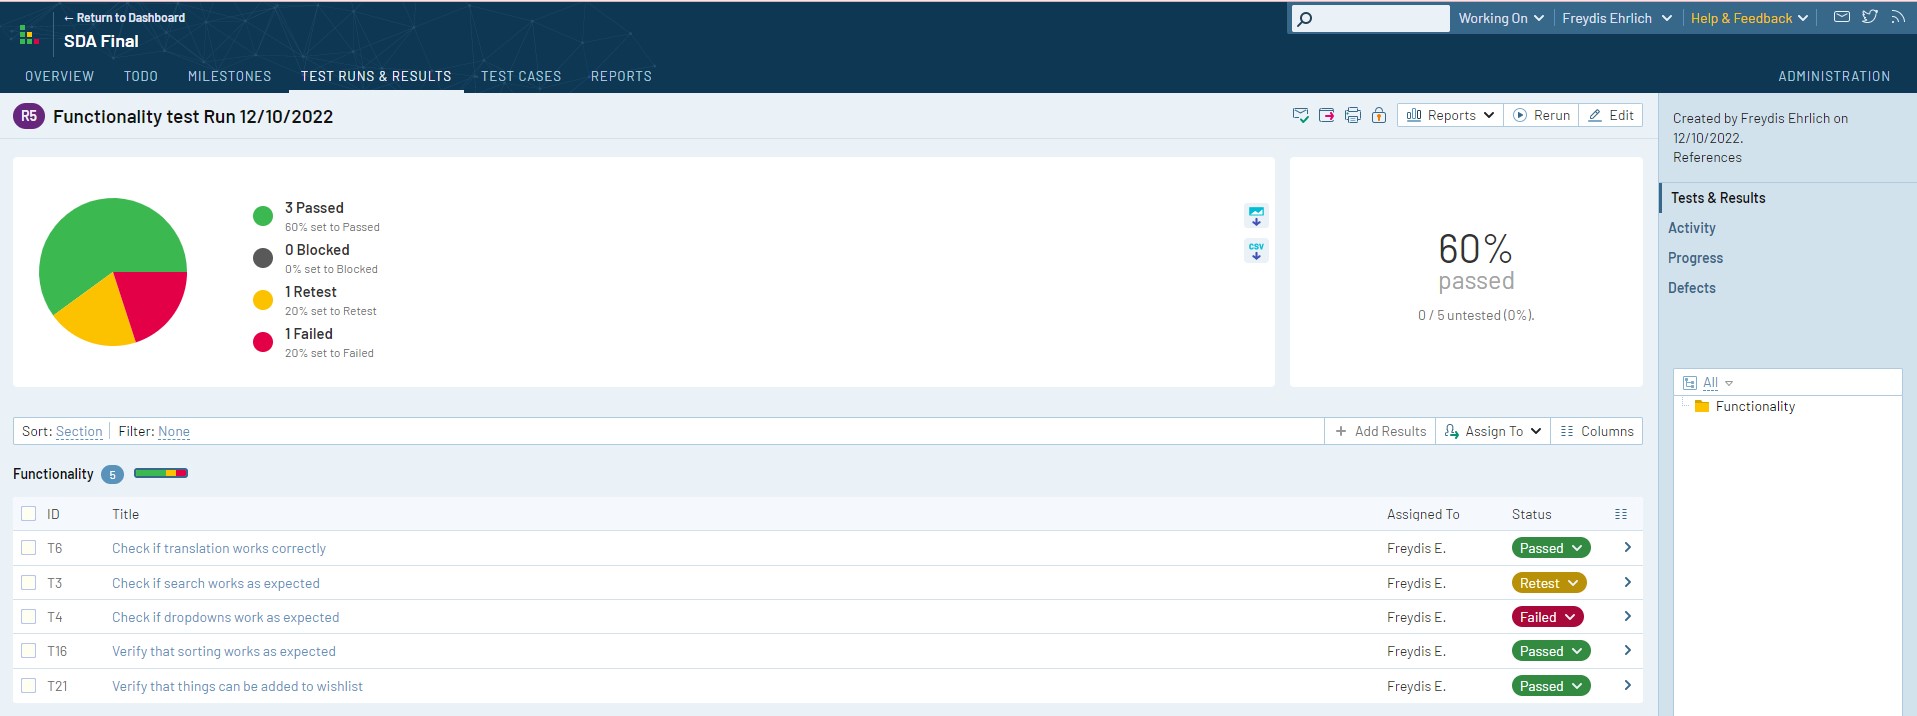 ← Return to Dashboard
SDA Final
Working On
Freydis Ehrlich
Help & Feedback
OVERVIEW
TODO
MILESTONES
TEST RUNS & RESULTS
TEST CASES
REPORTS
ADMINISTRATION
R5
Functionality test Run 12/10/2022
Reports
Rerun
Edit
3 Passed
60% set to Passed
0 Blocked
0% set to Blocked
1 Retest
20% set to Retest
1 Failed
20% set to Failed
CSV
60%
passed
0 / 5 untested (0%).
Created by Freydis Ehrlich on
12/10/2022.
References
Tests & Results
Activity
Progress
Defects
All
Functionality
Sort: Section
Filter: None
+ Add Results
Assign To
Columns
Functionality 5
ID Title Assigned To Status
T6 Check if translation works correctly Freydis E. Passed
T3 Check if search works as expected Freydis E. Retest
T4 Check if dropdowns work as expected Freydis E. Failed
T16 Verify that sorting works as expected Freydis E. Passed
T21 Verify that things can be added to wishlist Freydis E. Passed